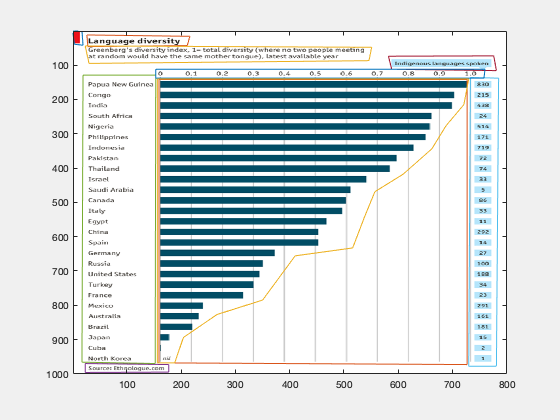 Language diversity
Greenberg's diversity index, 1= total diversity (where no two people meeting
at random would have the same mother tongue), latest available year
Indigenous languages spoken
0 0.1 0.2 0.3 0.4 0.5 0.6 0.7 0.8 0.9 1.0
Papua New Guinea 830
Congo 215
India 438
South Africa 24
Nigeria 514
Philippines 171
Indonesia 719
Pakistan 72
Thailand 74
Israel 33
Saudi Arabia 5
Canada 86
Italy 33
Egypt 11
China 292
Spain 14
Germany 27
Russia 100
United States 188
Turkey 34
France 23
Mexico 291
Australia 161
Brazil 181
Japan 15
Cuba 2
North Korea nil 1
Source: Ethnologue.com
100
200
300
400
500
600
700
800
900
1000
100 200 300 400 500 600 700 800